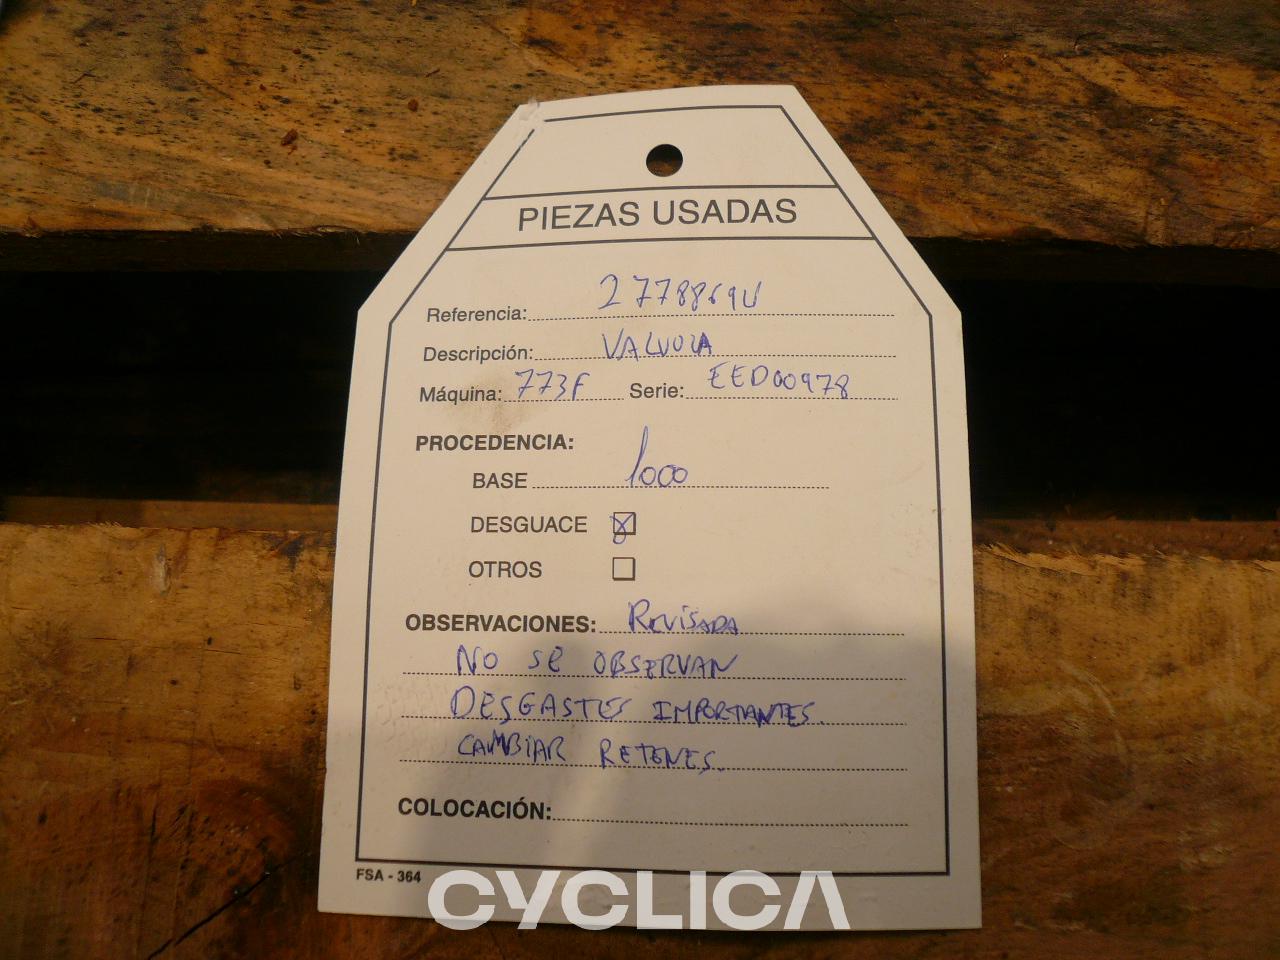 PIEZAS USADAS
Referencia: 2778869U
Descripción: VALVULA
Máquina: 773F Serie: EED00978
PROCEDENCIA:
BASE 1000
DESGUACE
OTROS
OBSERVACIONES: REVISADA
NO SE OBSERVAN
DESGASTES IMPORTANTES.
CAMBIAR RETENES.
COLOCACIÓN:
FSA - 364
CYCLICA